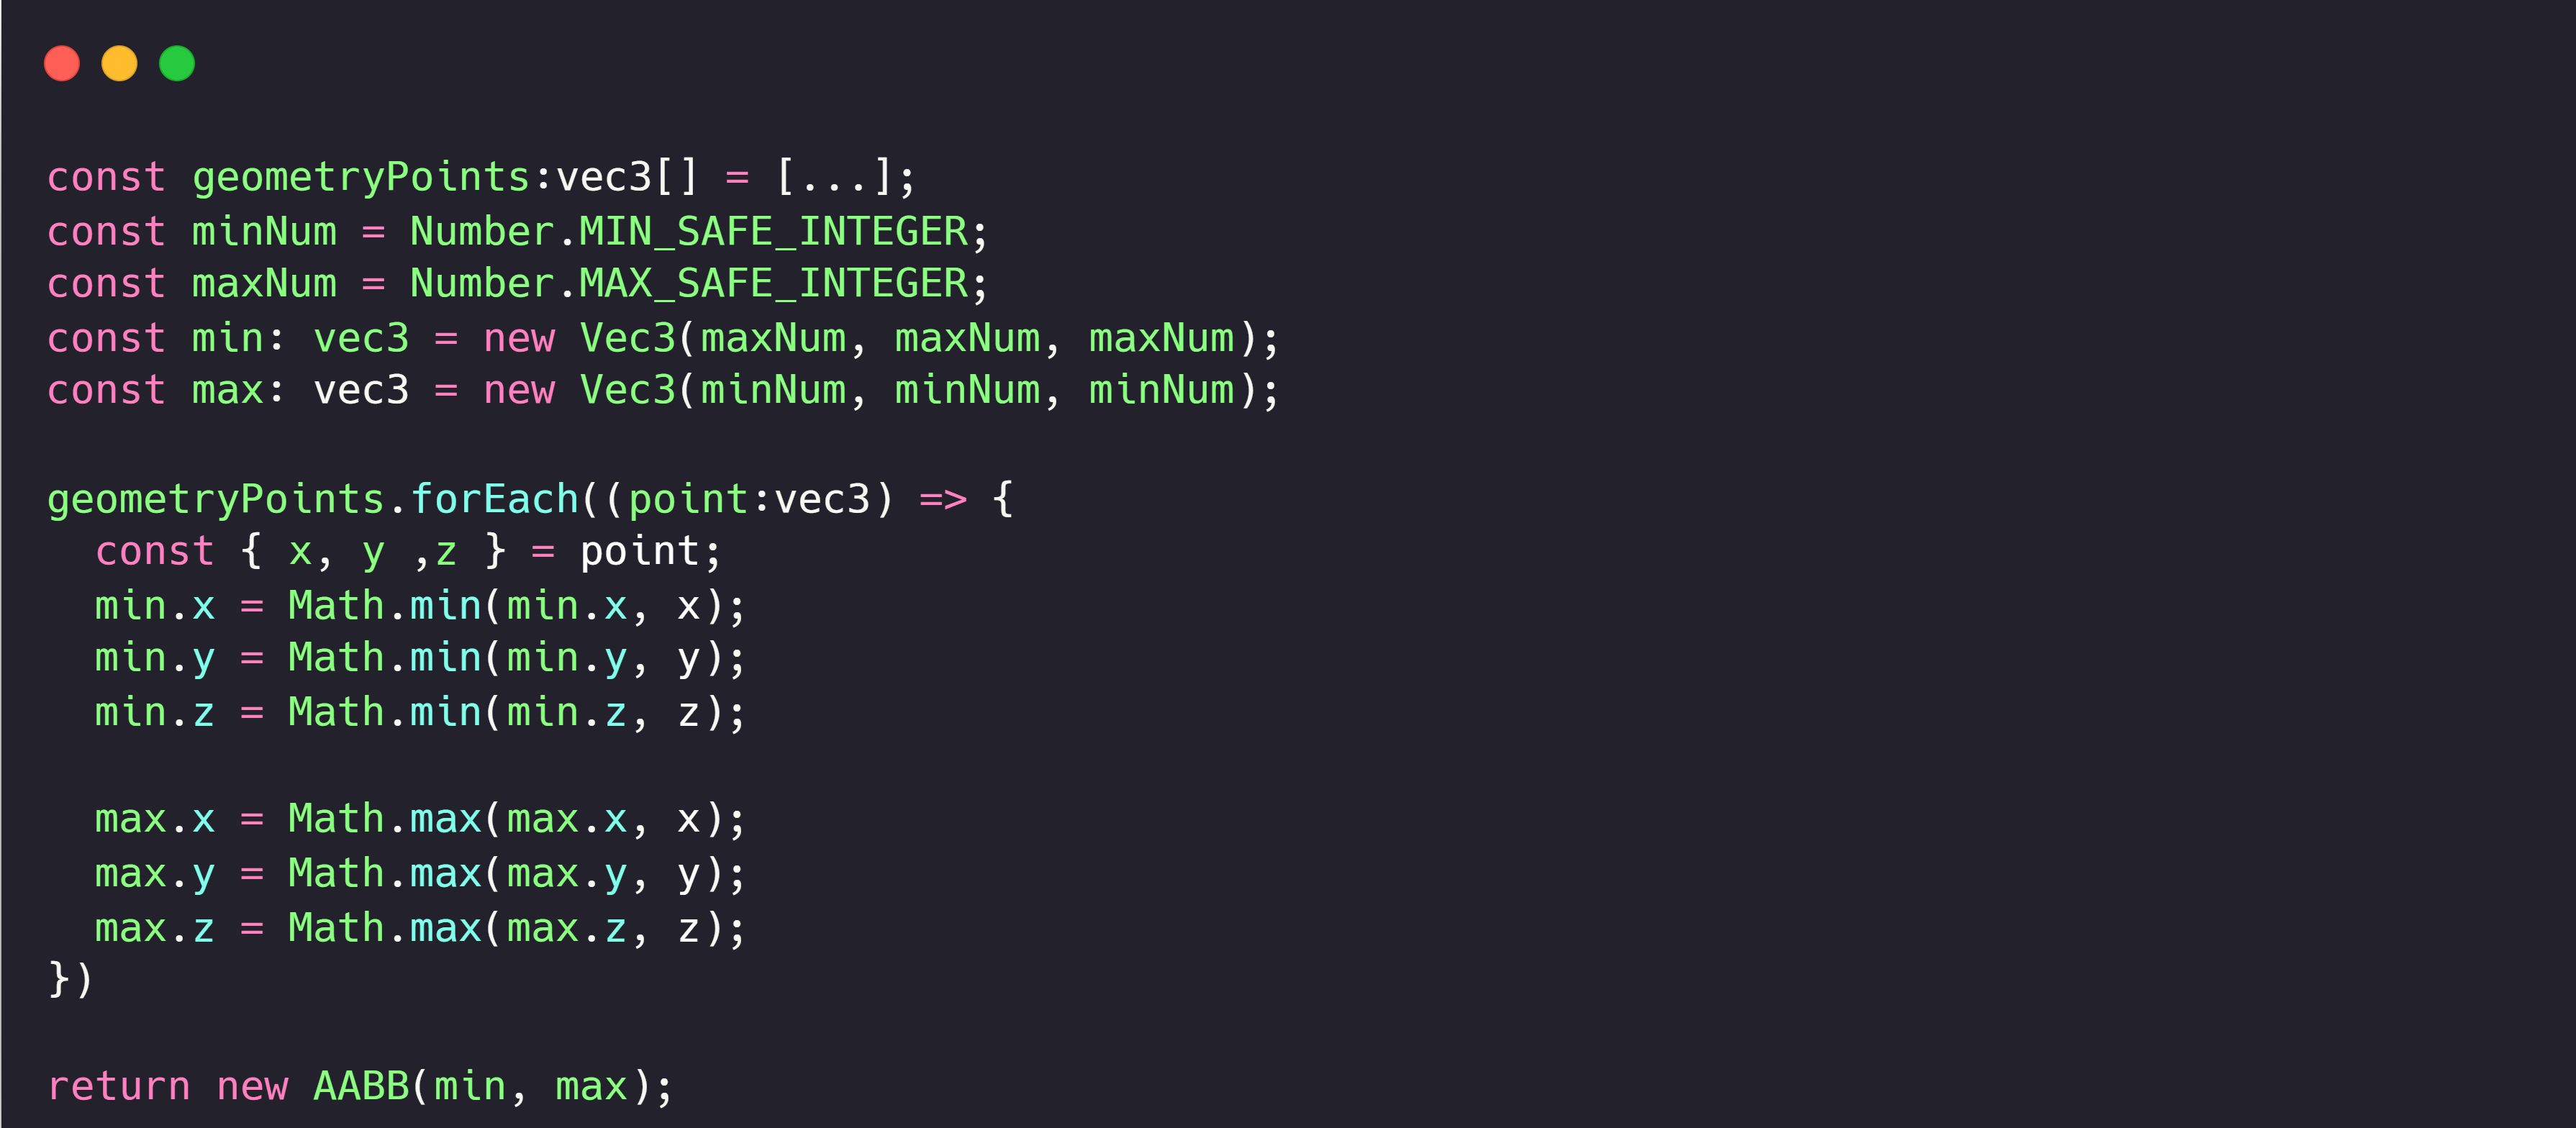 const geometryPoints:vec3[] = [...];
const minNum = Number.MIN_SAFE_INTEGER;
const maxNum = Number.MAX_SAFE_INTEGER;
const min: vec3 = new Vec3(maxNum, maxNum, maxNum);
const max: vec3 = new Vec3(minNum, minNum, minNum);

geometryPoints.forEach((point:vec3) => {
  const { x, y ,z } = point;
  min.x = Math.min(min.x, x);
  min.y = Math.min(min.y, y);
  min.z = Math.min(min.z, z);

  max.x = Math.max(max.x, x);
  max.y = Math.max(max.y, y);
  max.z = Math.max(max.z, z);
})

return new AABB(min, max);